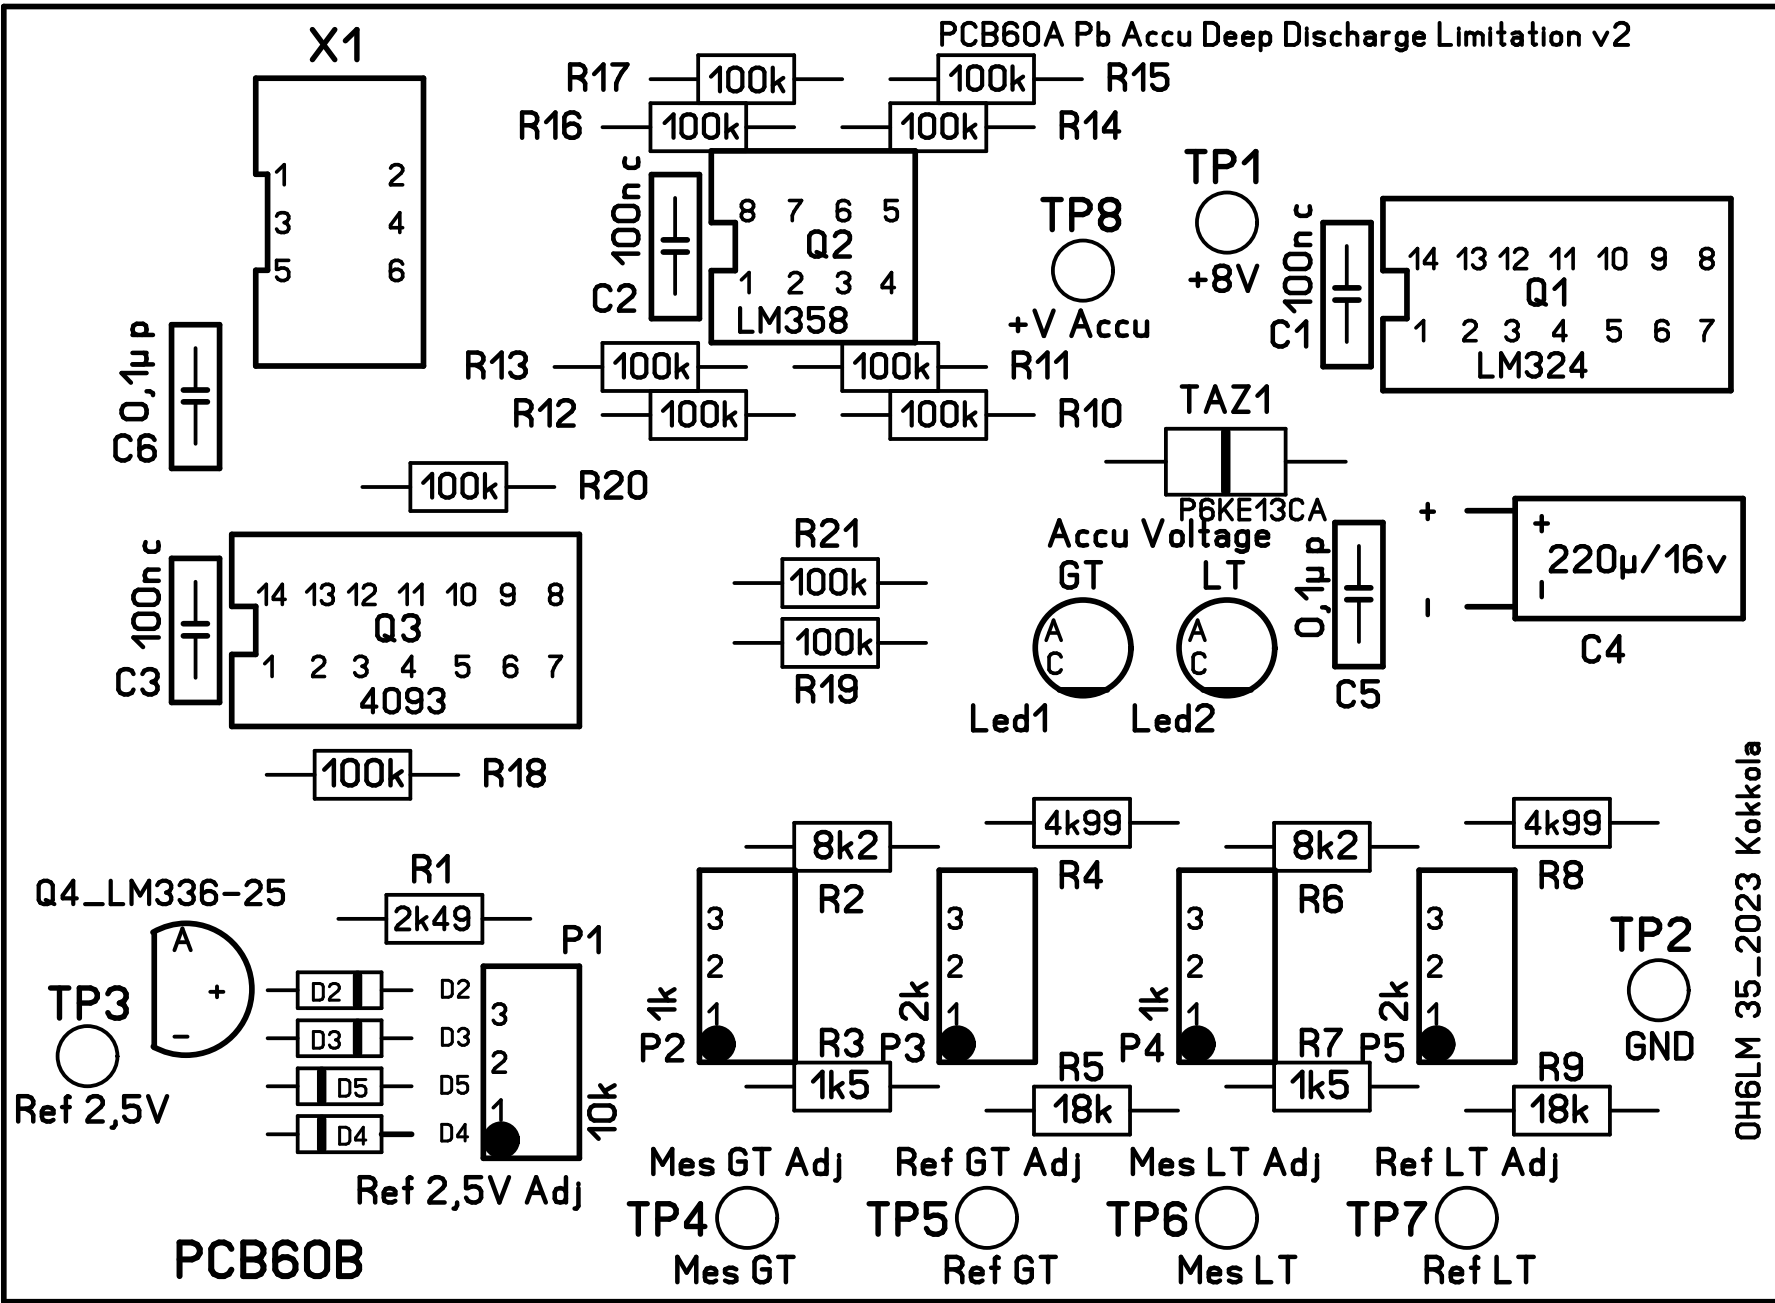 PCB60A Pb Accu Deep Discharge Limitation v2
X1
1 2
3 4
5 6
R17 100k
100k R15
R16 100k
100k R14
100n c
C2
8 7 6 5
Q2
1 2 3 4
LM358
TP8
+V Accu
TP1
+8V
100n c
C1
14 13 12 11 10 9 8
Q1
1 2 3 4 5 6 7
LM324
0,1µ p
C6
R13 100k
100k R11
R12 100k
100k R10
TAZ1
P6KE13CA
100k R20
100n c
C3
14 13 12 11 10 9 8
Q3
1 2 3 4 5 6 7
4093
R21
100k
100k
R19
Accu Voltage
GT LT
A
C
Led1
A
C
Led2
0,1µ p
C5
+ +
220µ/16v
- -
C4
100k R18
OH6LM 35_2023 Kokkola
Q4_LM336-25
A
+
-
TP3
Ref 2,5V
R1
2k49
D2 D2
D3 D3
D5 D5
D4 D4
P1
3
2
1
10k
Ref 2,5V Adj
8k2
R2
3
2
1
1k
P2
R3
1k5
4k99
R4
3
2
1
2k
P3
R5
18k
8k2
R6
3
2
1
1k
P4
R7
1k5
4k99
R8
3
2
1
2k
P5
R9
18k
TP2
GND
Mes GT Adj
TP4
Mes GT
Ref GT Adj
TP5
Ref GT
Mes LT Adj
TP6
Mes LT
Ref LT Adj
TP7
Ref LT
PCB60B